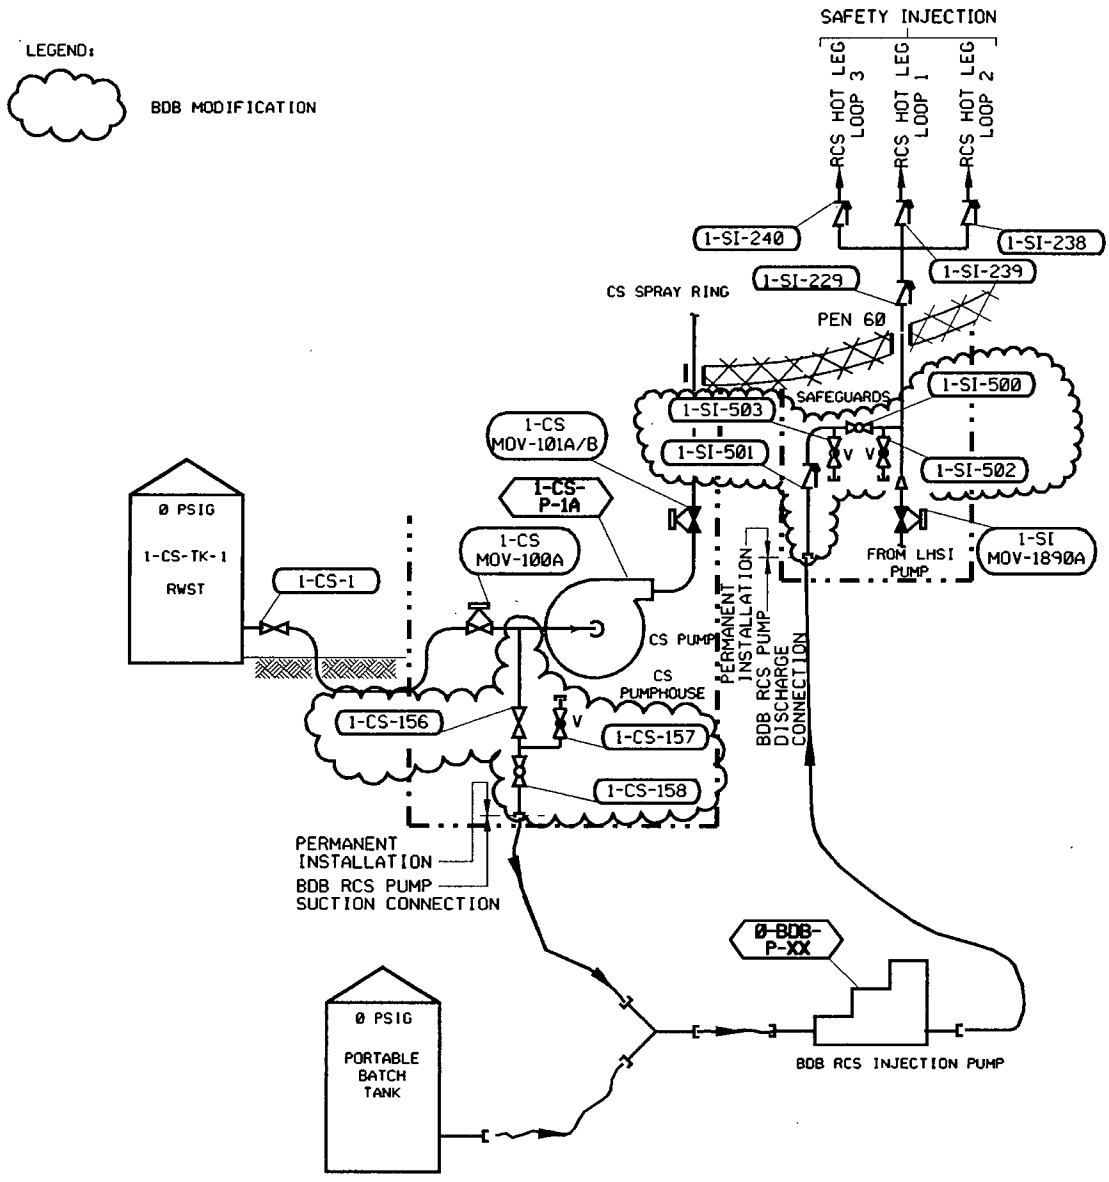 SAFETY INJECTION
LEGEND:
BDB MODIFICATION
RCS HOT LEG
LOOP 3
RCS HOT LEG
LOOP 1
RCS HOT LEG
LOOP 2
1-SI-240
1-SI-238
1-SI-239
1-SI-229
CS SPRAY RING
PEN 60
SAFEGUARDS
1-SI-500
1-SI-503
1-SI-501
V
V
1-SI-502
1-CS
MOV-101A/B
1-CS-
P-1A
1-CS
MOV-100A
0 PSIG
1-CS-TK-1
RWST
1-CS-1
FROM LHSI
PUMP
1-SI
MOV-1890A
CS PUMP
CS
PUMPHOUSE
PERMANENT
INSTALLATION
BDB RCS PUMP
DISCHARGE
CONNECTION
1-CS-156
V
1-CS-157
1-CS-158
PERMANENT
INSTALLATION
BDB RCS PUMP
SUCTION CONNECTION
0-BDB-
P-XX
BDB RCS INJECTION PUMP
0 PSIG
PORTABLE
BATCH
TANK